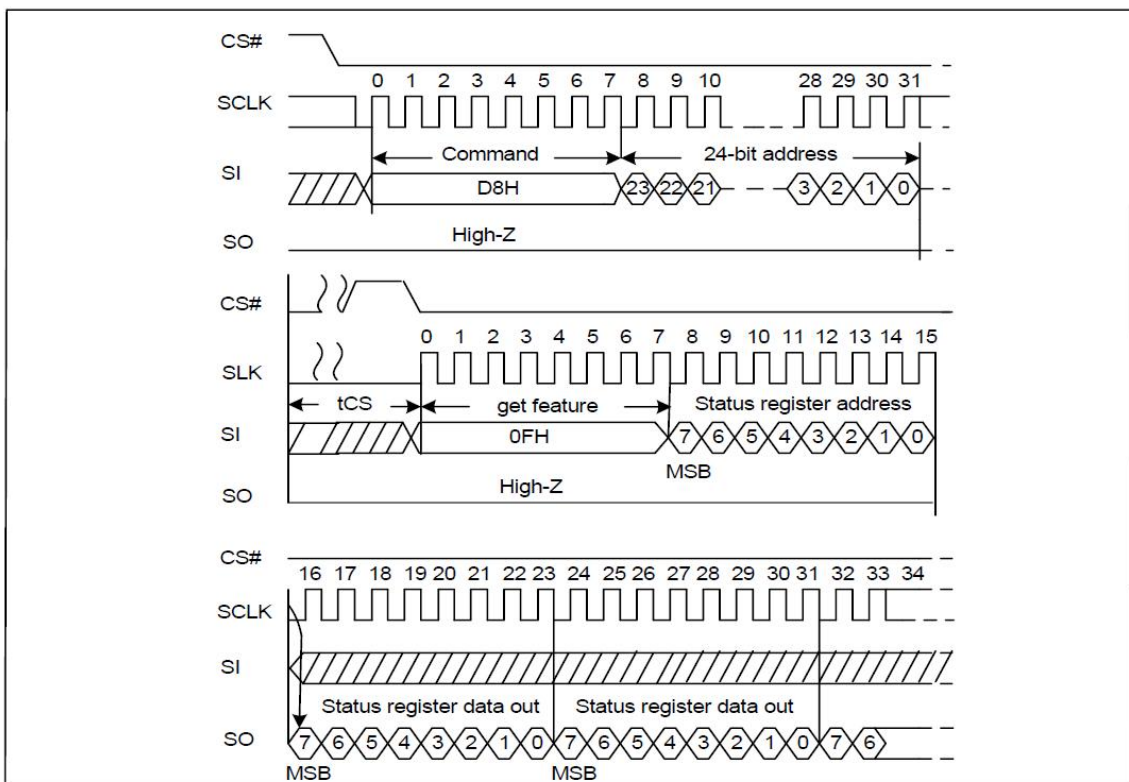 CS#
0 1 2 3 4 5 6 7 8 9 10 28 29 30 31
SCLK
Command 24-bit address
SI
D8H 23 22 21 3 2 1 0
High-Z
SO
CS#
0 1 2 3 4 5 6 7 8 9 10 11 12 13 14 15
SLK
tCS get feature Status register address
SI
0FH 7 6 5 4 3 2 1 0
MSB
High-Z
SO
CS#
16 17 18 19 20 21 22 23 24 25 26 27 28 29 30 31 32 33 34
SCLK
SI
Status register data out Status register data out
SO
7 6 5 4 3 2 1 0 7 6 5 4 3 2 1 0 7 6
MSB MSB